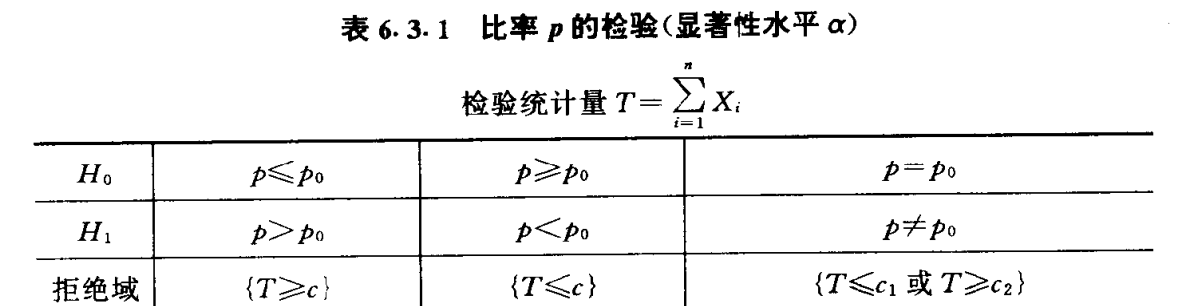 表 6.3.1 比率 p 的检验(显著性水平 α)
检验统计量 T = ∑_{i=1}^{n} X_i
H₀ p≤p₀ p≥p₀ p=p₀
H₁ p>p₀ p<p₀ p≠p₀
拒绝域 {T≥c} {T≤c} {T≤c₁ 或 T≥c₂}